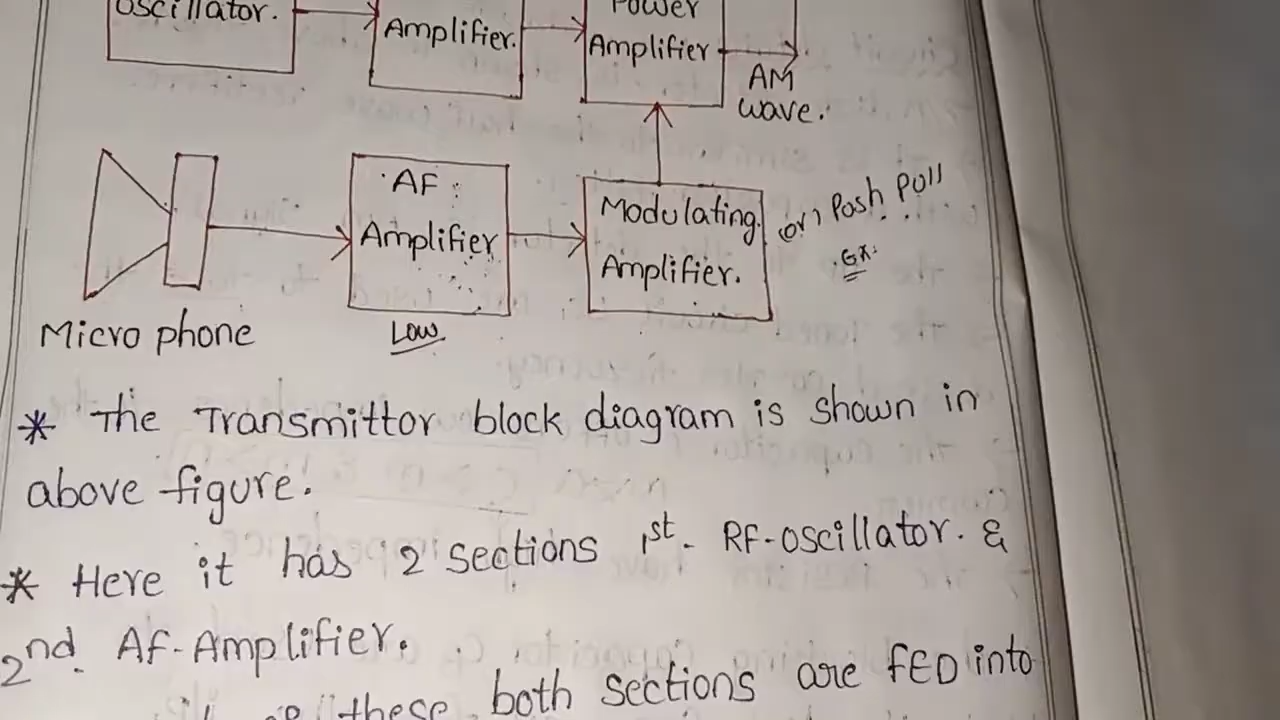 oscillator.
Amplifier.
Power
Amplifier
AM
wave.
AF
Amplifier
Low
Modulating
Amplifier.
(or) Push Pull
Ex.
Micro phone
* The Transmittor block diagram is shown in
above figure.
* Here it has 2 sections 1st. RF-oscillator. &
2nd. Af-Amplifier.
these both sections are fED into